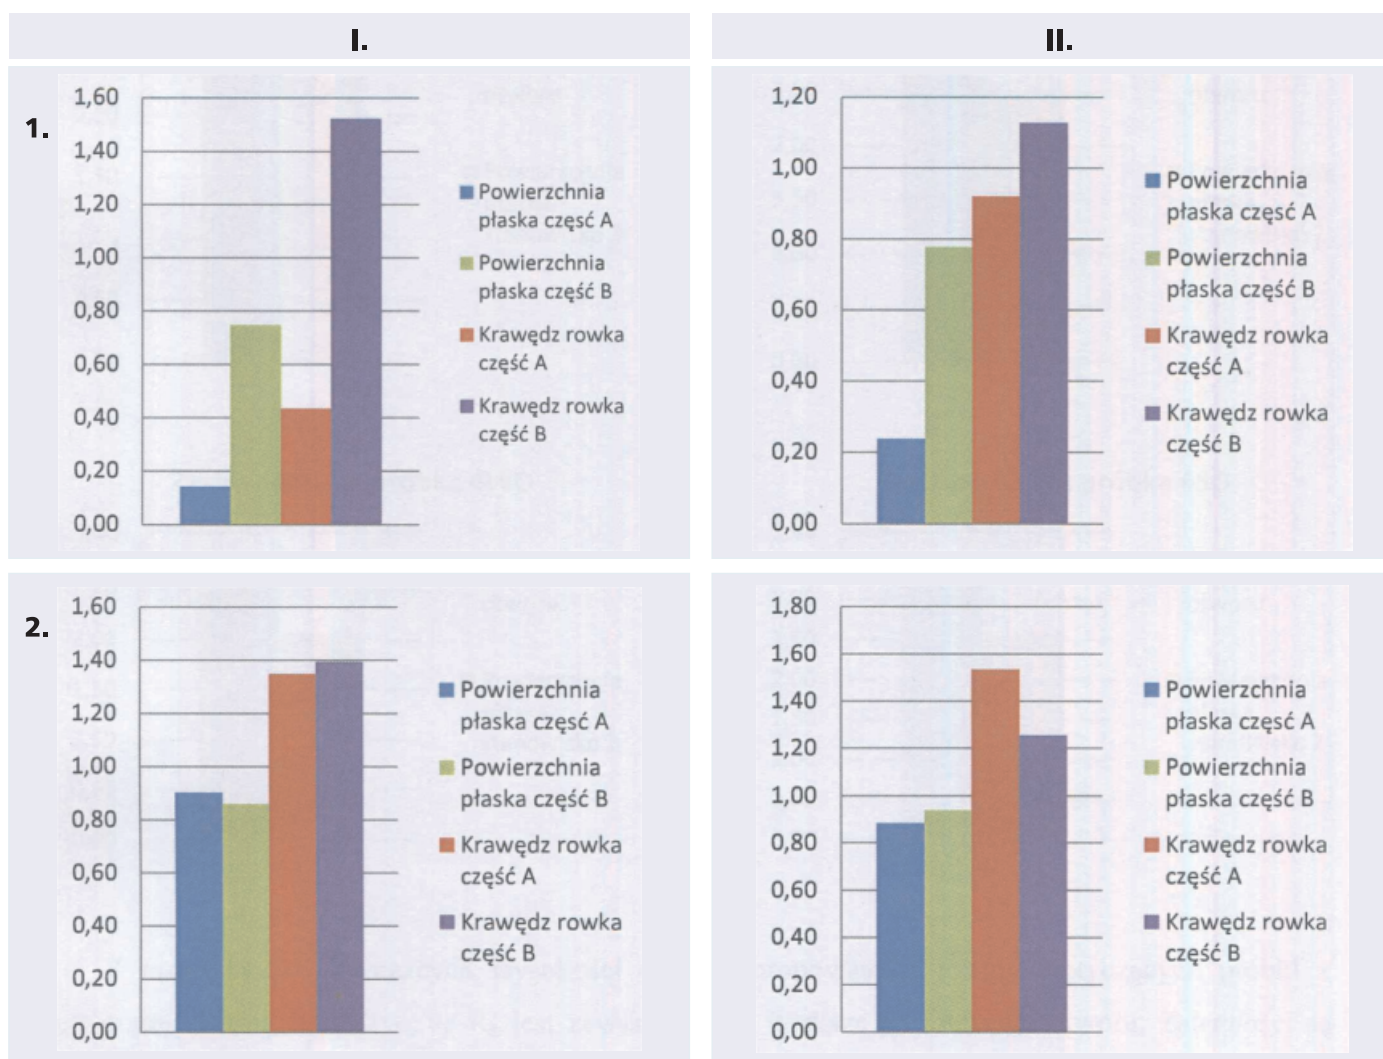 I.
II.
1.
1,60
1,40
1,20
1,00
0,80
0,60
0,40
0,20
0,00
Powierzchnia
płaska częsć A
Powierzchnia
płaska część B
Krawędz rowka
część A
Krawędz rowka
część B
1,20
1,00
0,80
0,60
0,40
0,20
0,00
Powierzchnia
płaska częsć A
Powierzchnia
płaska część B
Krawędz rowka
część A
Krawędz rowka
część B
2.
1,60
1,40
1,20
1,00
0,80
0,60
0,40
0,20
0,00
Powierzchnia
płaska częsć A
Powierzchnia
płaska część B
Krawędz rowka
część A
Krawędz rowka
część B
1,80
1,60
1,40
1,20
1,00
0,80
0,60
0,40
0,20
0,00
Powierzchnia
płaska częsć A
Powierzchnia
płaska część B
Krawędz rowka
część A
Krawędz rowka
część B